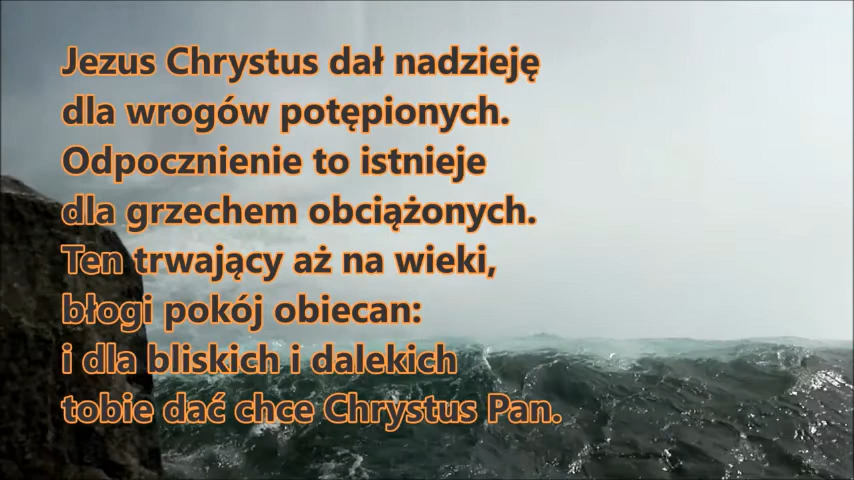 Jezus Chrystus dał nadzieję
dla wrogów potępionych.
Odpocznienie to istnieje
dla grzechem obciążonych.
Ten trwający aż na wieki,
błogi pokój obiecan:
i dla bliskich i dalekich
tobie dać chce Chrystus Pan.